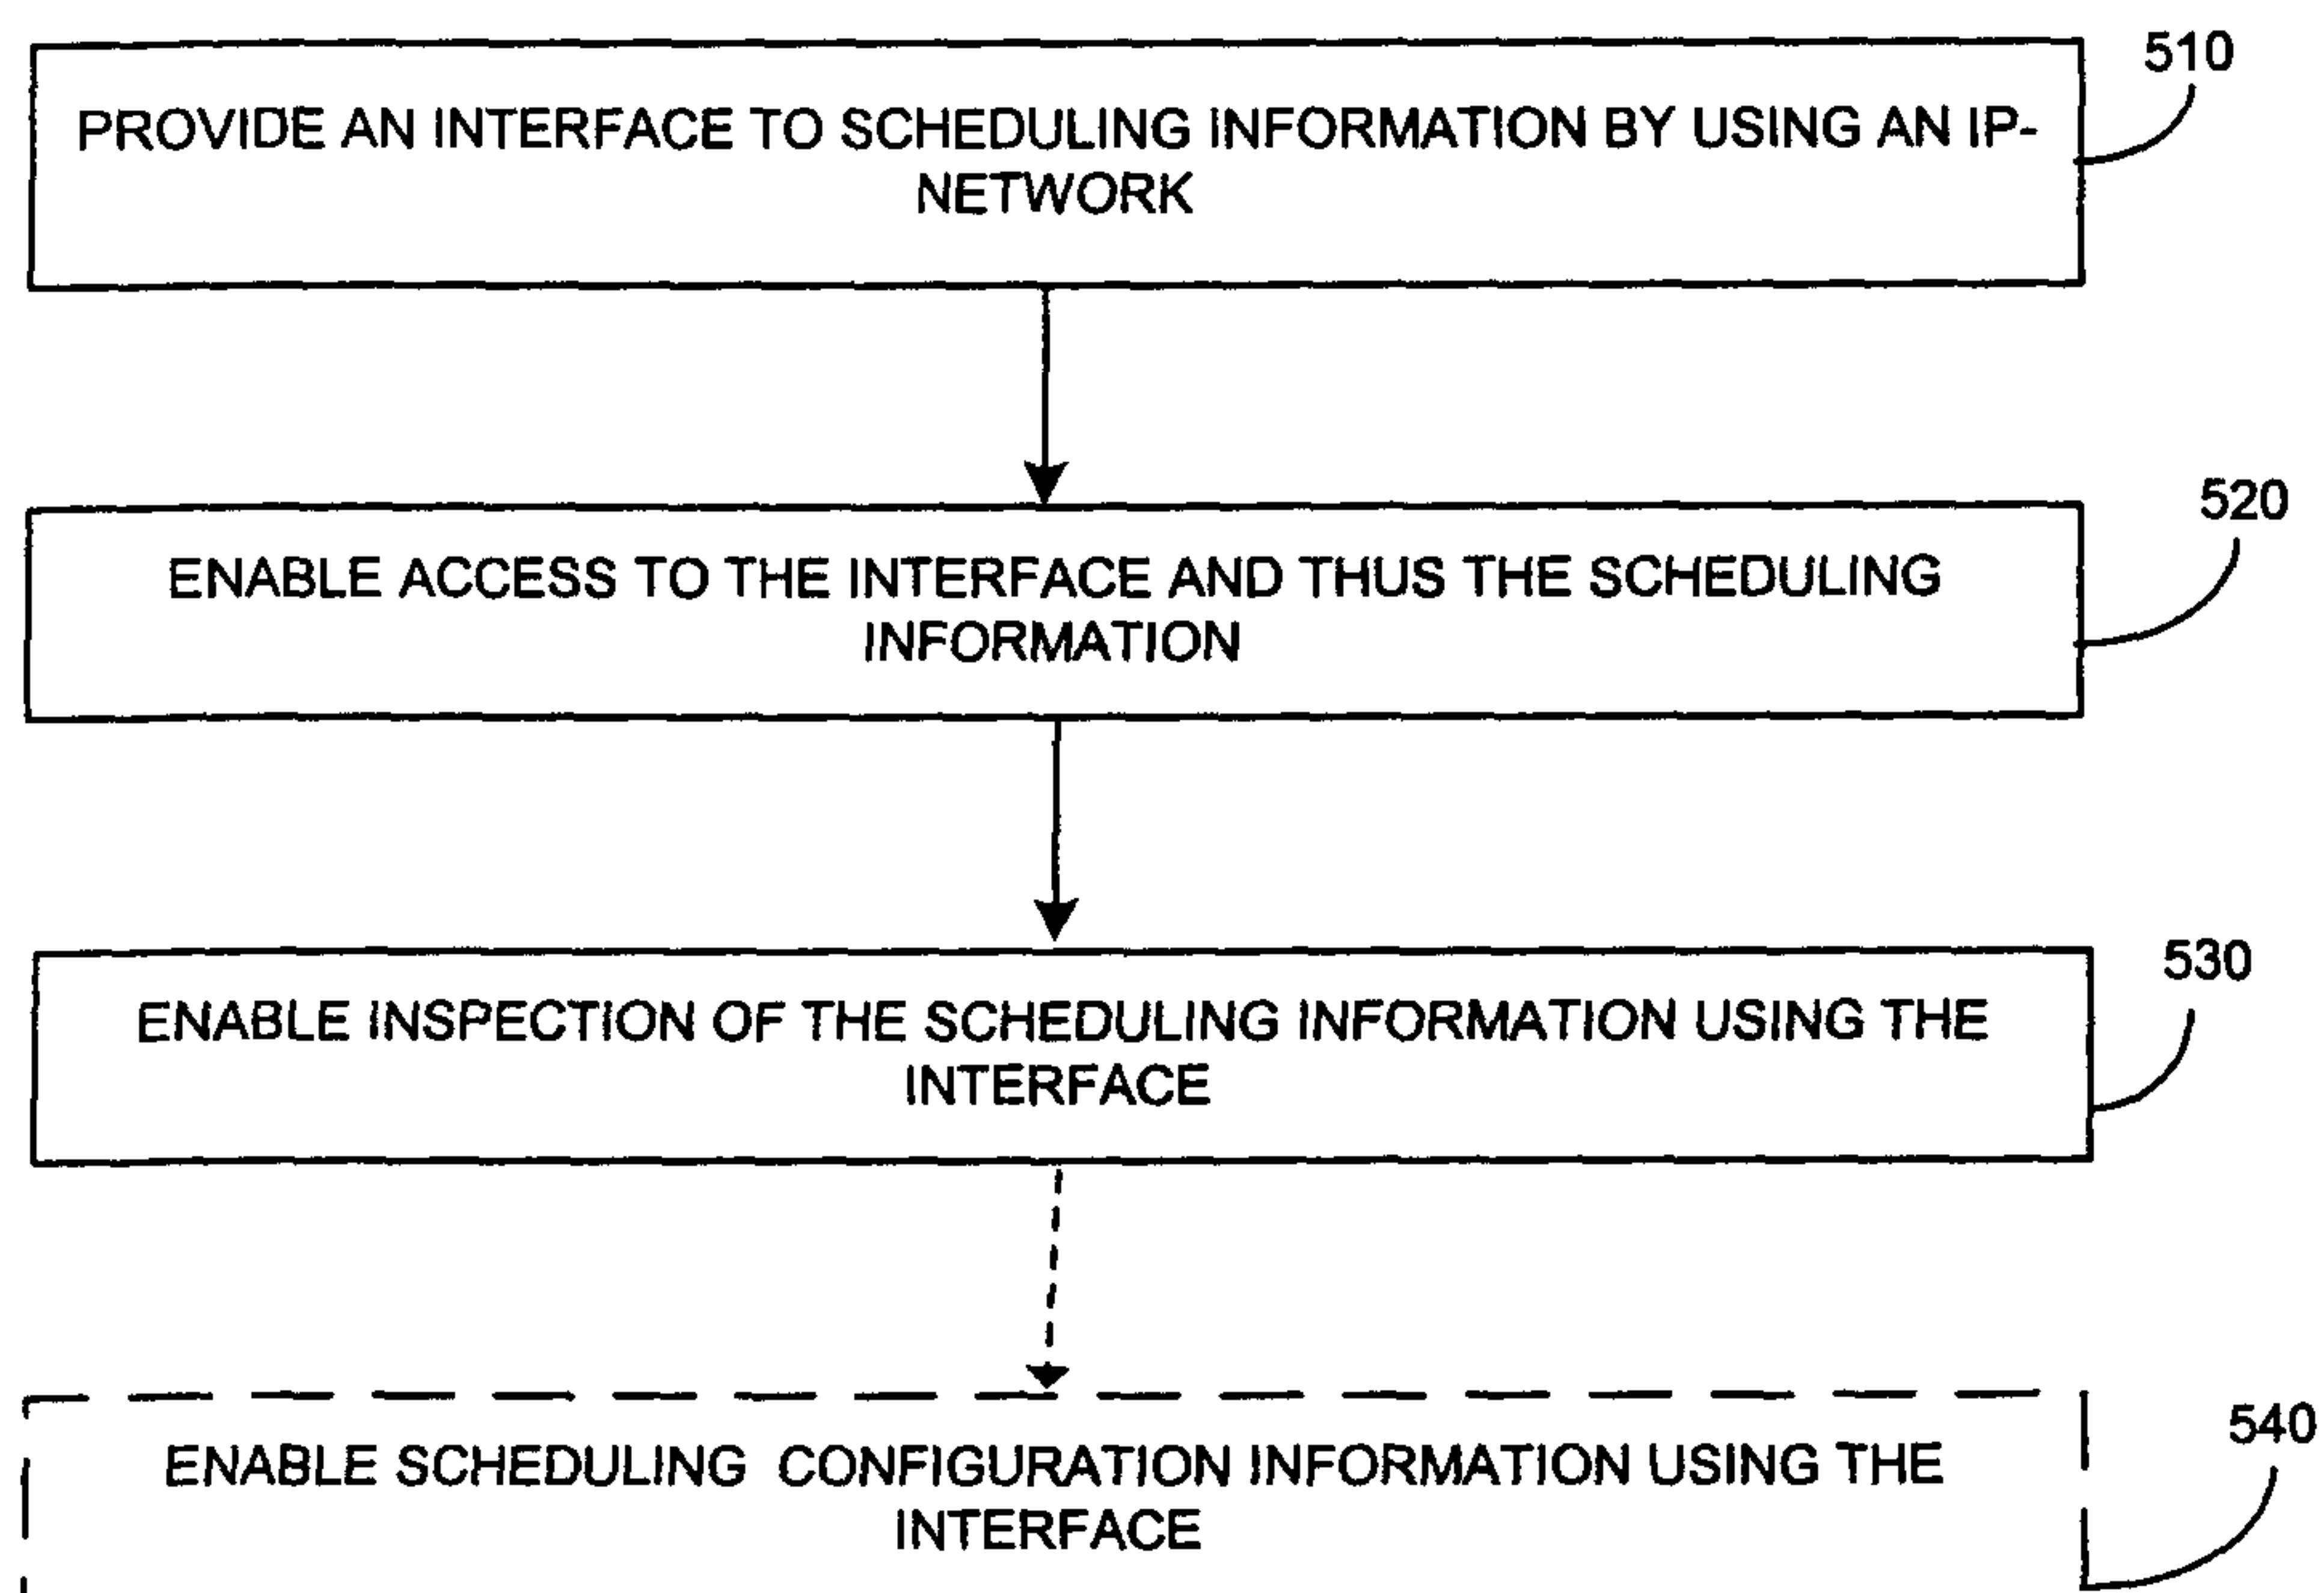 510
PROVIDE AN INTERFACE TO SCHEDULING INFORMATION BY USING AN IP-
NETWORK
520
ENABLE ACCESS TO THE INTERFACE AND THUS THE SCHEDULING
INFORMATION
530
ENABLE INSPECTION OF THE SCHEDULING INFORMATION USING THE
INTERFACE
540
ENABLE SCHEDULING CONFIGURATION INFORMATION USING THE
INTERFACE